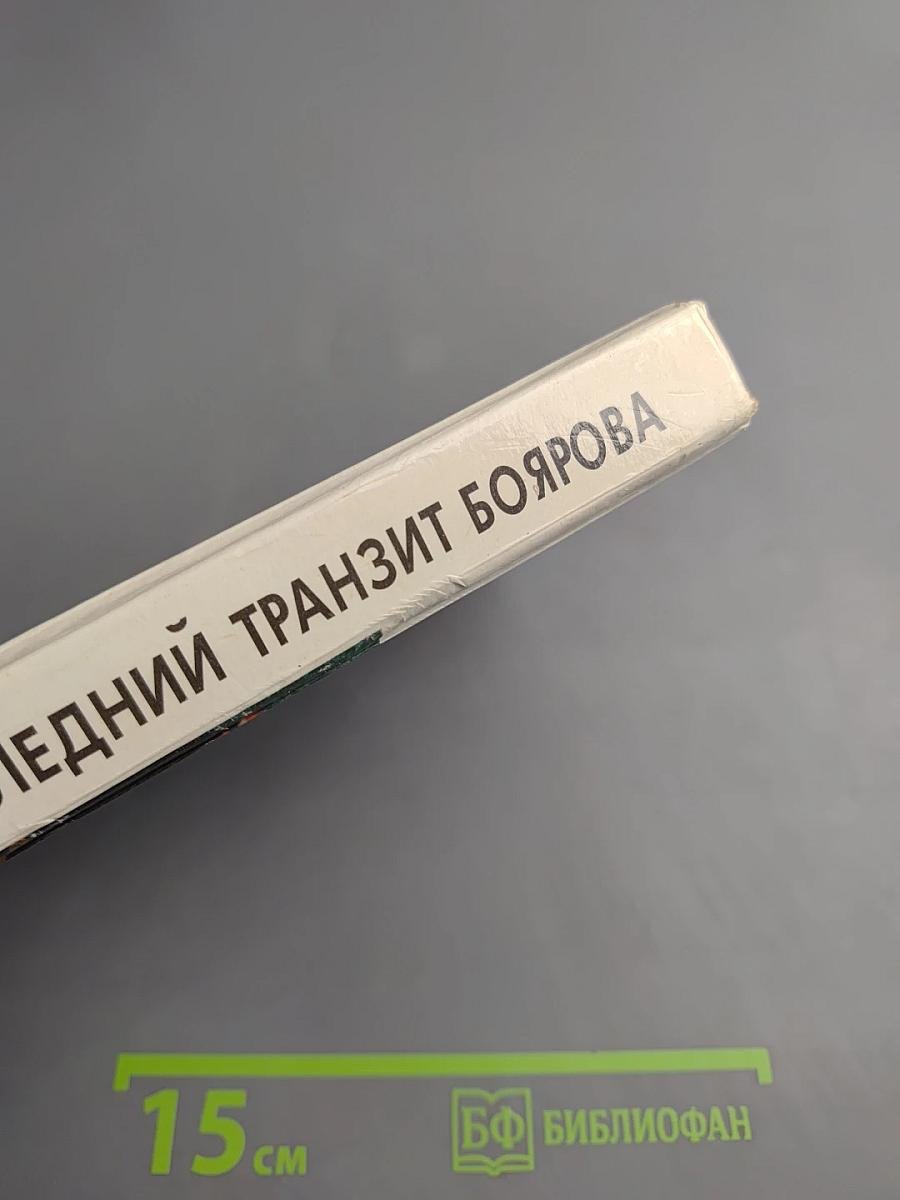 ЛЕДНИЙ ТРАНЗИТ БОЯРОВА
15 см
БФ БИБЛИОФАН